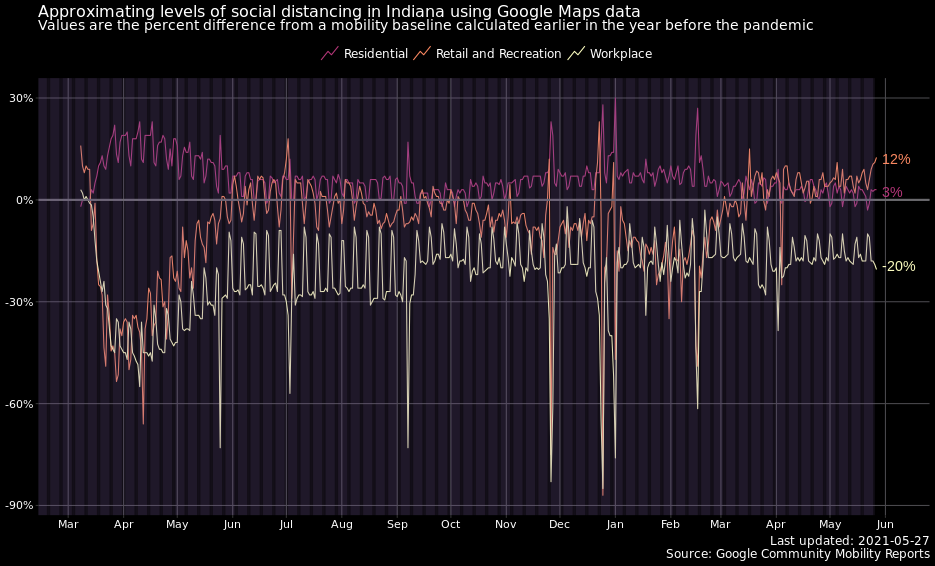 Approximating levels of social distancing in Indiana using Google Maps data
Values are the percent difference from a mobility baseline calculated earlier in the year before the pandemic
Residential Retail and Recreation Workplace
30%
0%
-30%
-60%
-90%
12%
3%
-20%
Mar Apr May Jun Jul Aug Sep Oct Nov Dec Jan Feb Mar Apr May Jun
Last updated: 2021-05-27
Source: Google Community Mobility Reports